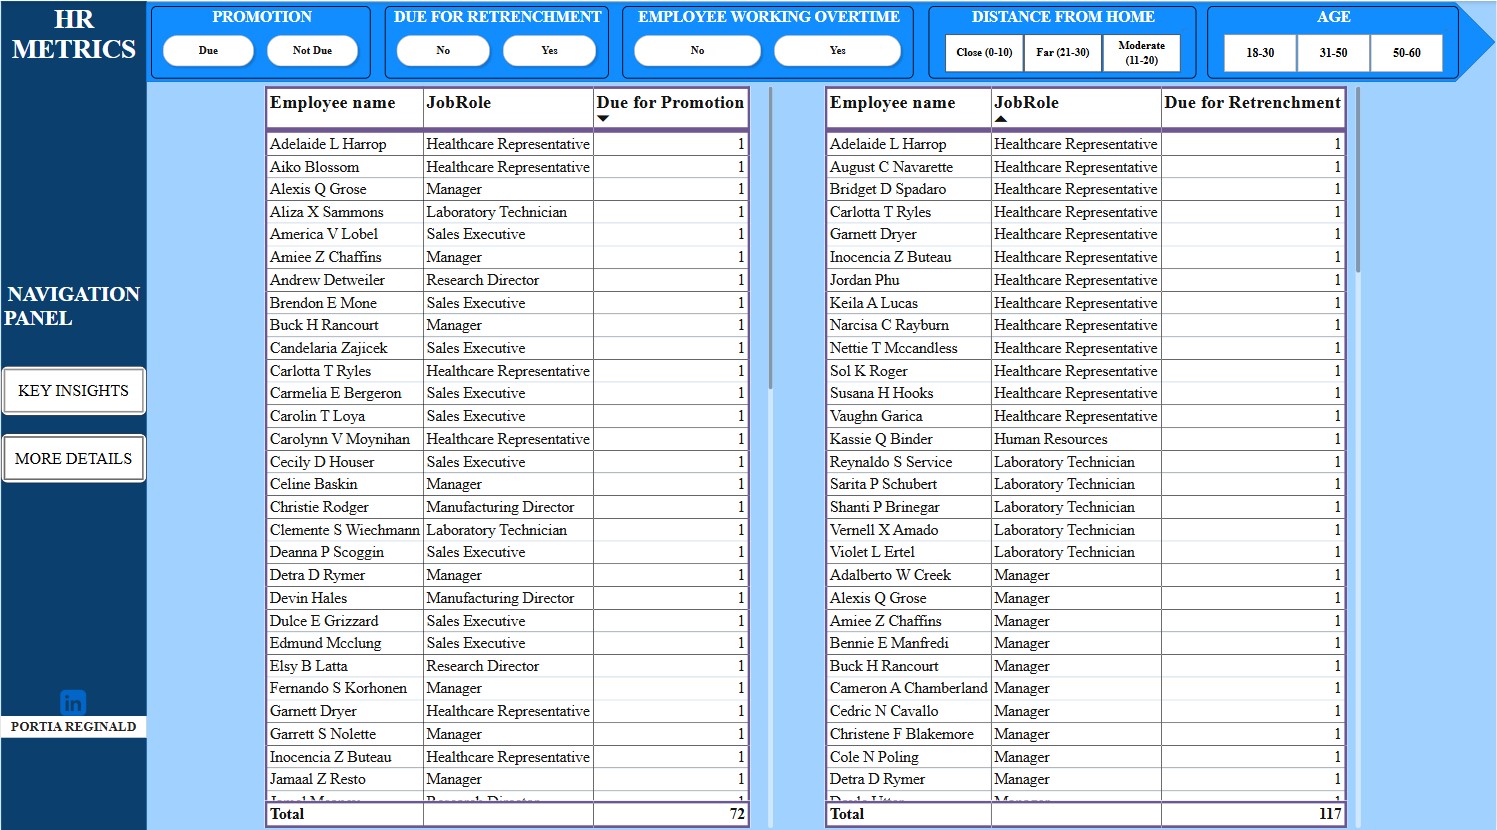 HR
METRICS
PROMOTION
Due Not Due
DUE FOR RETRENCHMENT
No Yes
EMPLOYEE WORKING OVERTIME
No Yes
DISTANCE FROM HOME
Close (0-10) Far (21-30) Moderate
(11-20)
AGE
18-30 31-50 50-60
NAVIGATION
PANEL
KEY INSIGHTS
MORE DETAILS
in
PORTIA REGINALD
Employee name JobRole Due for Promotion
Adelaide L Harrop Healthcare Representative 1
Aiko Blossom Healthcare Representative 1
Alexis Q Grose Manager 1
Aliza X Sammons Laboratory Technician 1
America V Lobel Sales Executive 1
Amiee Z Chaffins Manager 1
Andrew Detweiler Research Director 1
Brendon E Mone Sales Executive 1
Buck H Rancourt Manager 1
Candelaria Zajicek Sales Executive 1
Carlotta T Ryles Healthcare Representative 1
Carmelia E Bergeron Sales Executive 1
Carolin T Loya Sales Executive 1
Carolynn V Moynihan Healthcare Representative 1
Cecily D Houser Sales Executive 1
Celine Baskin Manager 1
Christie Rodger Manufacturing Director 1
Clemente S Wiechmann Laboratory Technician 1
Deanna P Scoggin Sales Executive 1
Detra D Rymer Manager 1
Devin Hales Manufacturing Director 1
Dulce E Grizzard Sales Executive 1
Edmund Mcclung Sales Executive 1
Elsy B Latta Research Director 1
Fernando S Korhonen Manager 1
Garnett Dryer Healthcare Representative 1
Garrett S Nolette Manager 1
Inocencia Z Buteau Healthcare Representative 1
Jamaal Z Resto Manager 1
Total 72
Employee name JobRole Due for Retrenchment
Adelaide L Harrop Healthcare Representative 1
August C Navarette Healthcare Representative 1
Bridget D Spadaro Healthcare Representative 1
Carlotta T Ryles Healthcare Representative 1
Garnett Dryer Healthcare Representative 1
Inocencia Z Buteau Healthcare Representative 1
Jordan Phu Healthcare Representative 1
Keila A Lucas Healthcare Representative 1
Narcisa C Rayburn Healthcare Representative 1
Nettie T Mccandless Healthcare Representative 1
Sol K Roger Healthcare Representative 1
Susana H Hooks Healthcare Representative 1
Vaughn Garica Healthcare Representative 1
Kassie Q Binder Human Resources 1
Reynaldo S Service Laboratory Technician 1
Sarita P Schubert Laboratory Technician 1
Shanti P Brinegar Laboratory Technician 1
Vernell X Amado Laboratory Technician 1
Violet L Ertel Laboratory Technician 1
Adalberto W Creek Manager 1
Alexis Q Grose Manager 1
Amiee Z Chaffins Manager 1
Bennie E Manfredi Manager 1
Buck H Rancourt Manager 1
Cameron A Chamberland Manager 1
Cedric N Cavallo Manager 1
Christene F Blakemore Manager 1
Cole N Poling Manager 1
Detra D Rymer Manager 1
Total 117